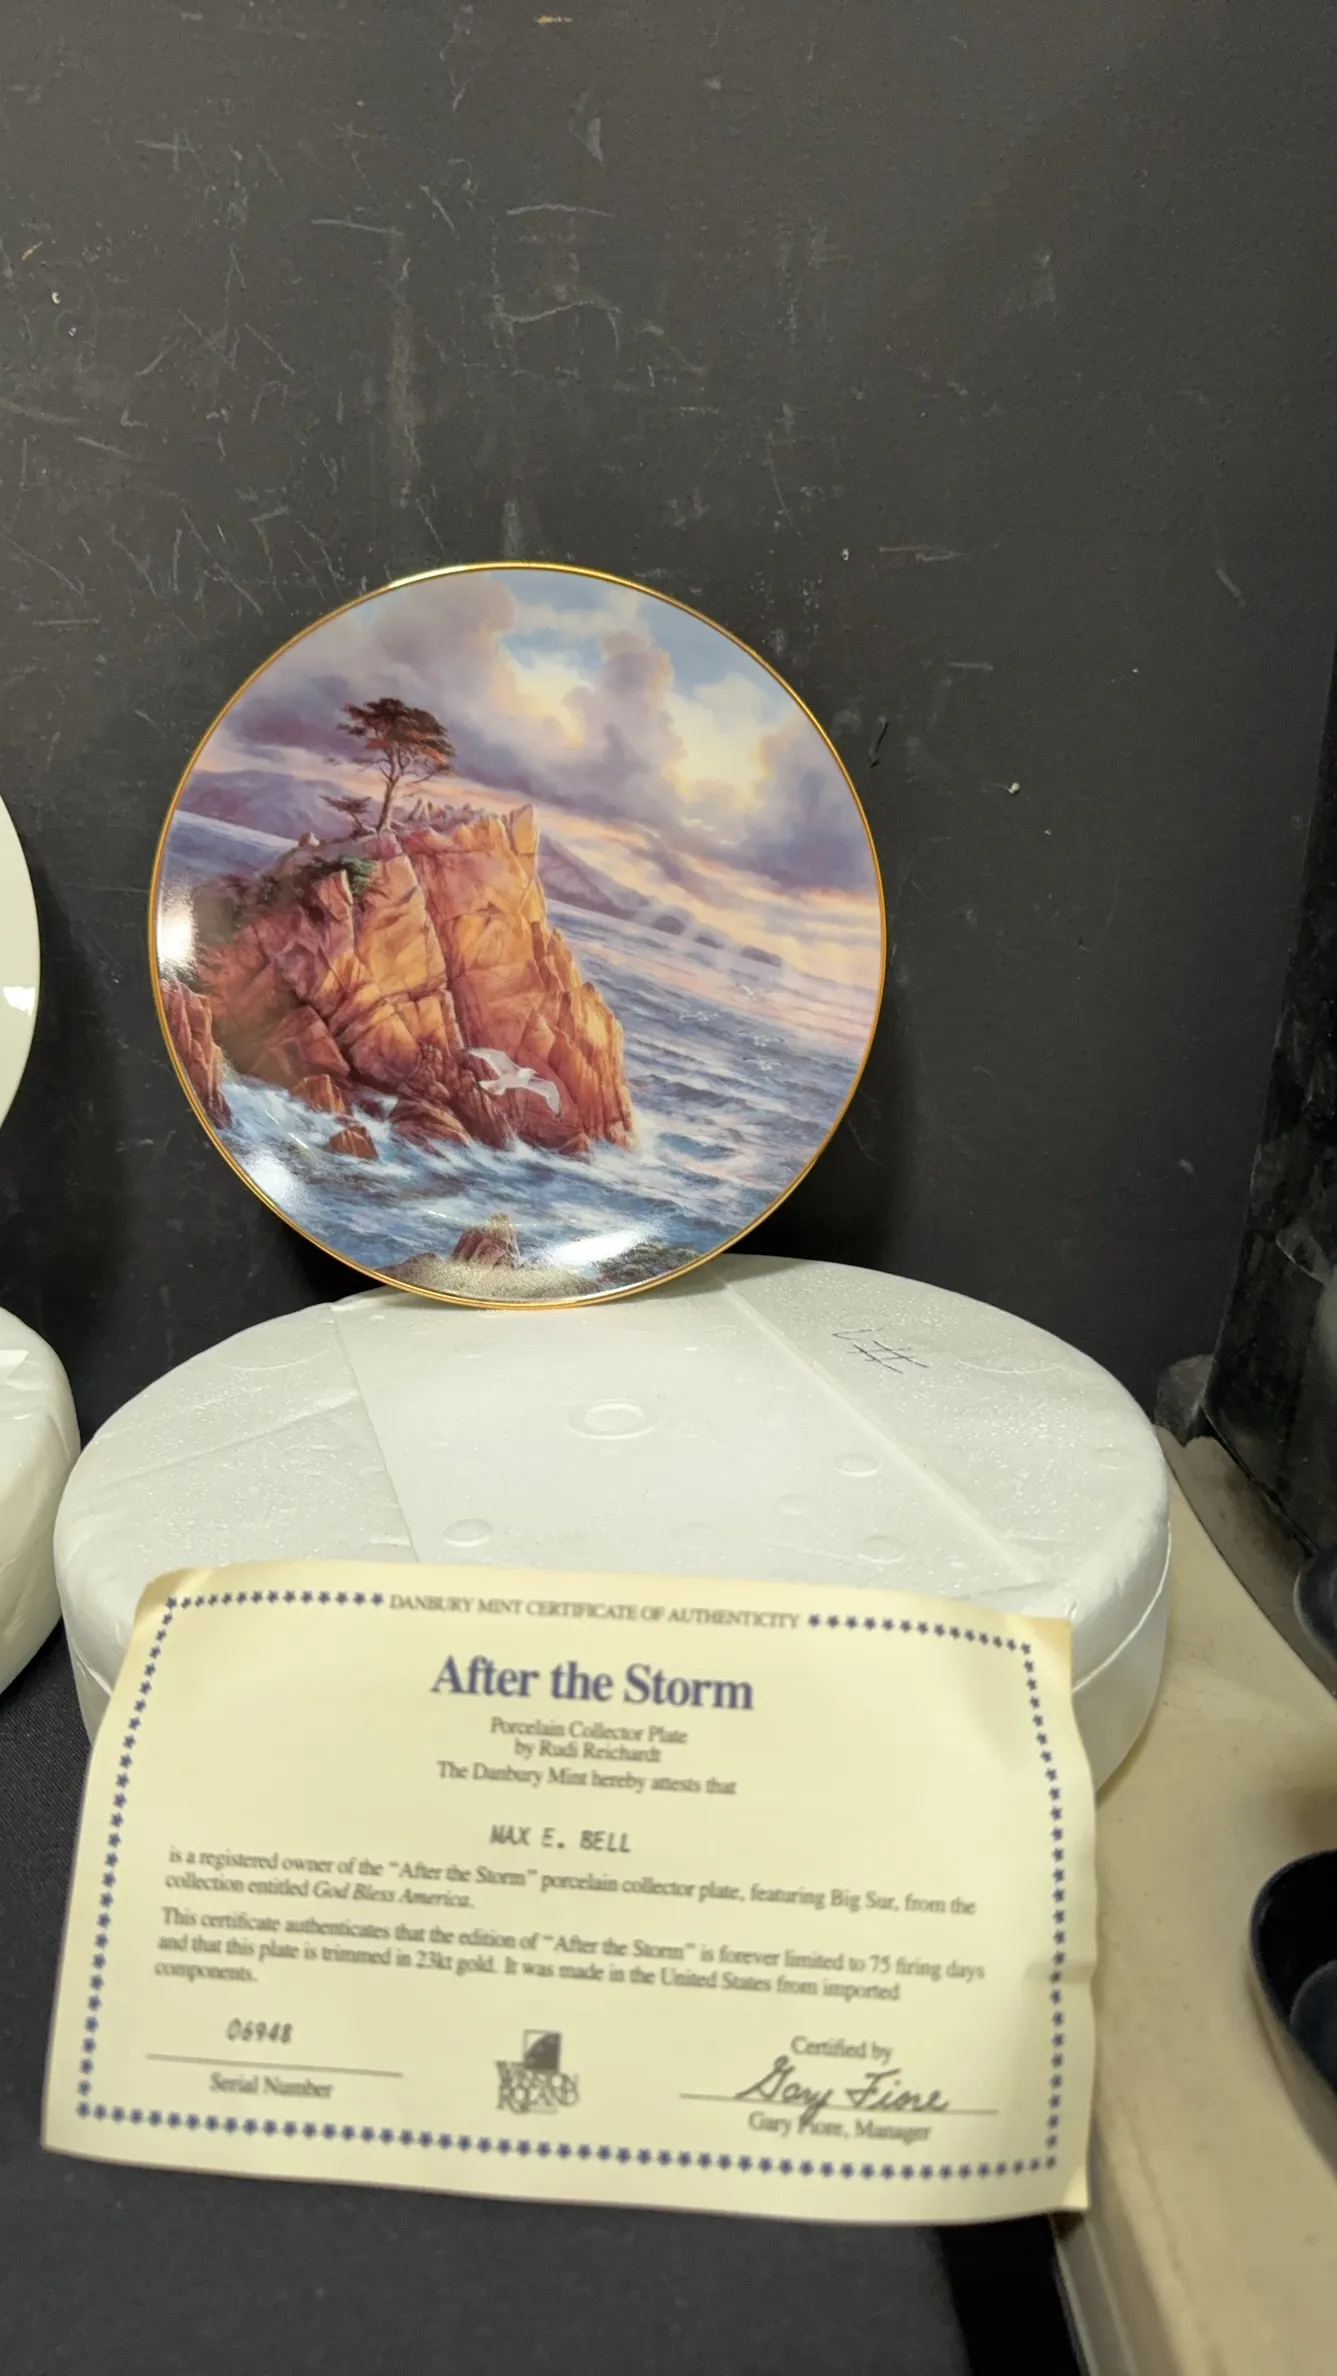 DANBURY MINT CERTIFICATE OF AUTHENTICITY
After the Storm
Porcelain Collector Plate
by Rudi Reichardt
The Danbury Mint hereby attests that
MAX E. BELL
is a registered owner of the "After the Storm" porcelain collector plate, featuring Big Sur, from the
collection entitled God Bless America.
This certificate authenticates that the edition of "After the Storm" is forever limited to 75 firing days
and that this plate is trimmed in 23kt gold. It was made in the United States from imported
components.
06948
Serial Number
WINSTON
ROLAND
Certified by
Gary Fiore
Gary Fiore, Manager